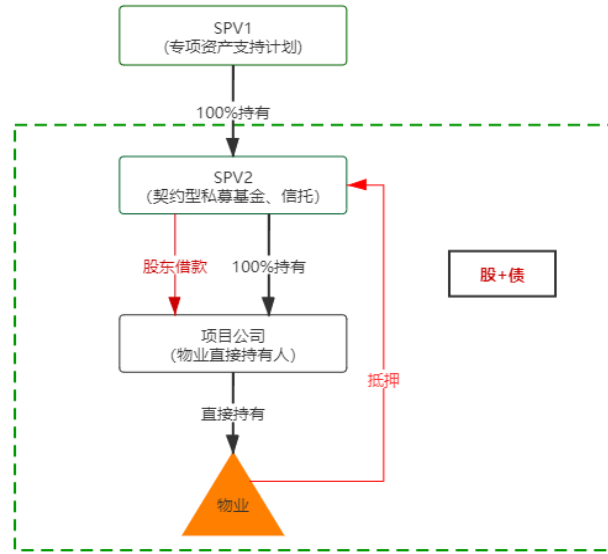 SPV1
(专项资产支持计划)
100%持有
SPV2
(契约型私募基金、信托)
股东借款
100%持有
股+债
项目公司
(物业直接持有人)
抵押
直接持有
物业